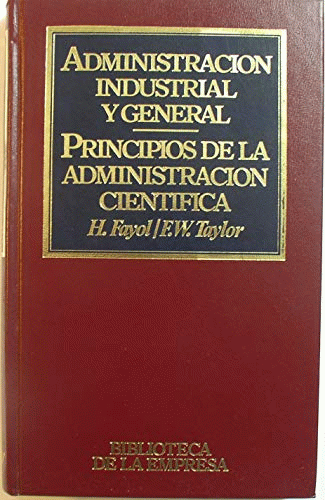 ADMINISTRACION
INDUSTRIAL
Y GENERAL
PRINCIPIOS DE LA
ADMINISTRACION
CIENTIFICA
H. Fayol/F.W. Taylor
BIBLIOTECA
DE LA EMPRESA